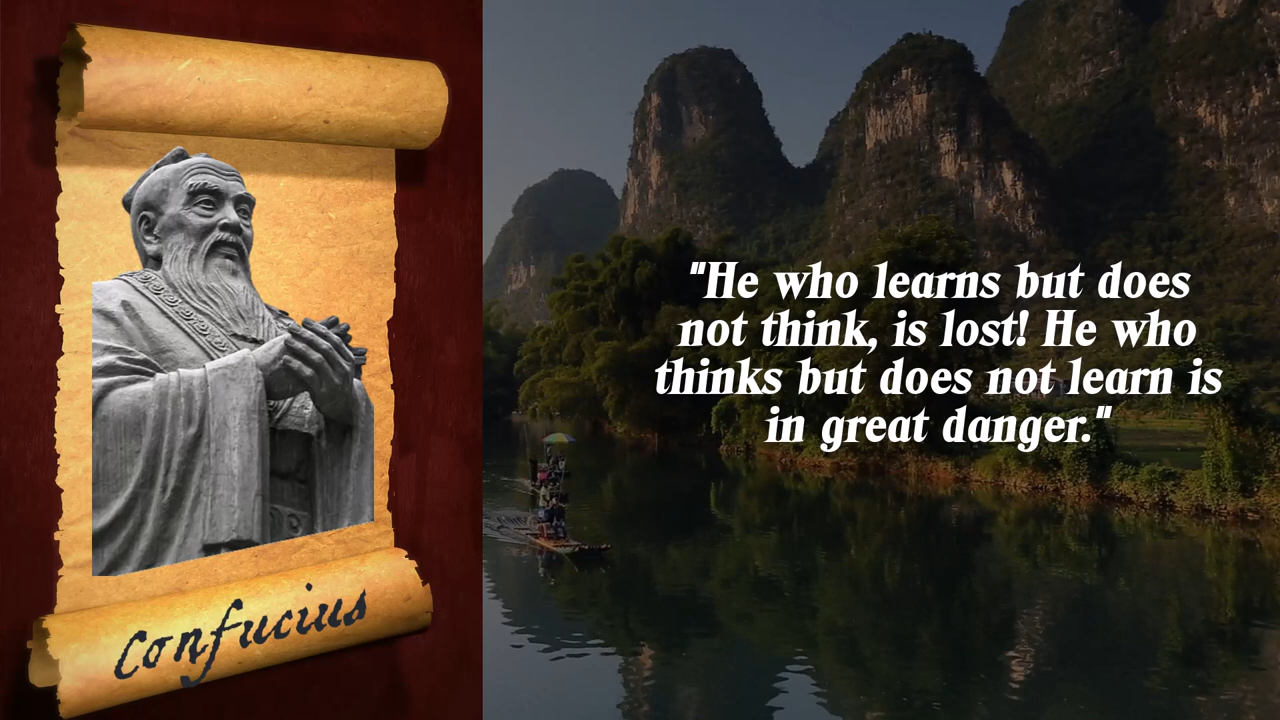 Confucius
"He who learns but does
not think, is lost! He who
thinks but does not learn is
in great danger."